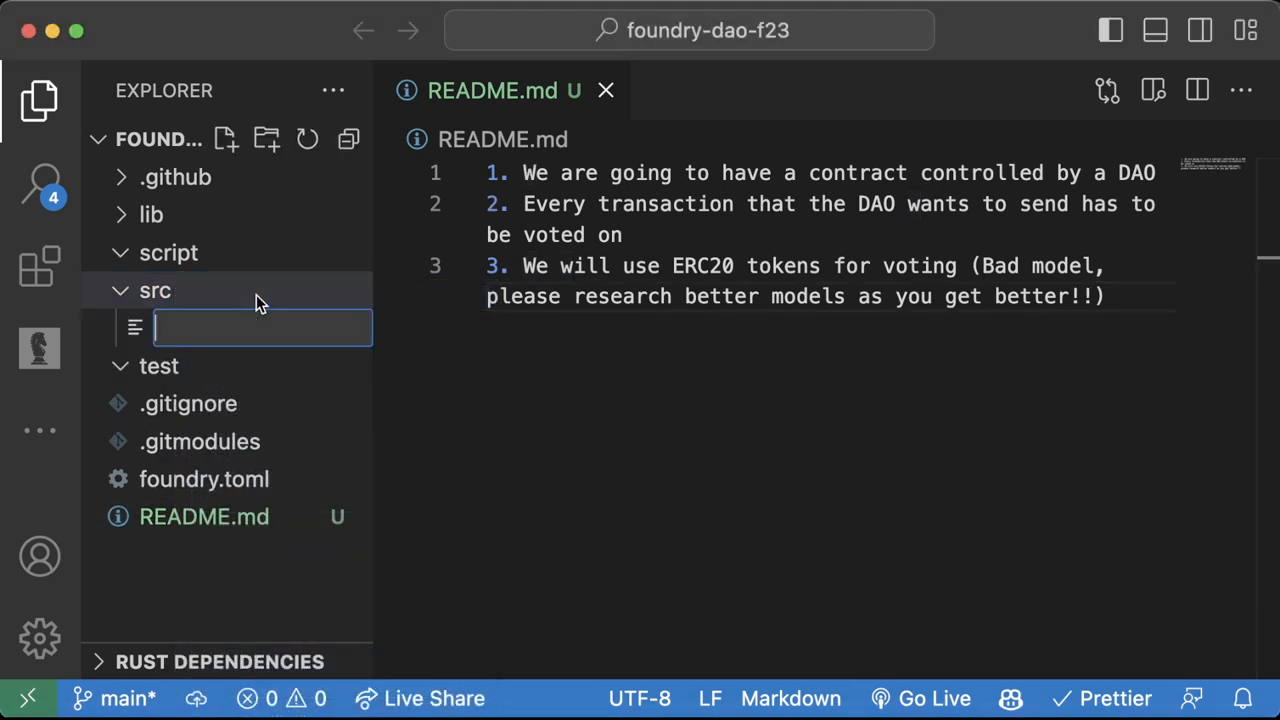 foundry-dao-f23
EXPLORER
README.md U
FOUND...
README.md
.github
lib
script
src
test
.gitignore
.gitmodules
foundry.toml
README.md U
1 1. We are going to have a contract controlled by a DAO
2 2. Every transaction that the DAO wants to send has to
be voted on
3 3. We will use ERC20 tokens for voting (Bad model,
please research better models as you get better!!)
4
RUST DEPENDENCIES
main* 0 0 Live Share UTF-8 LF Markdown Go Live Prettier